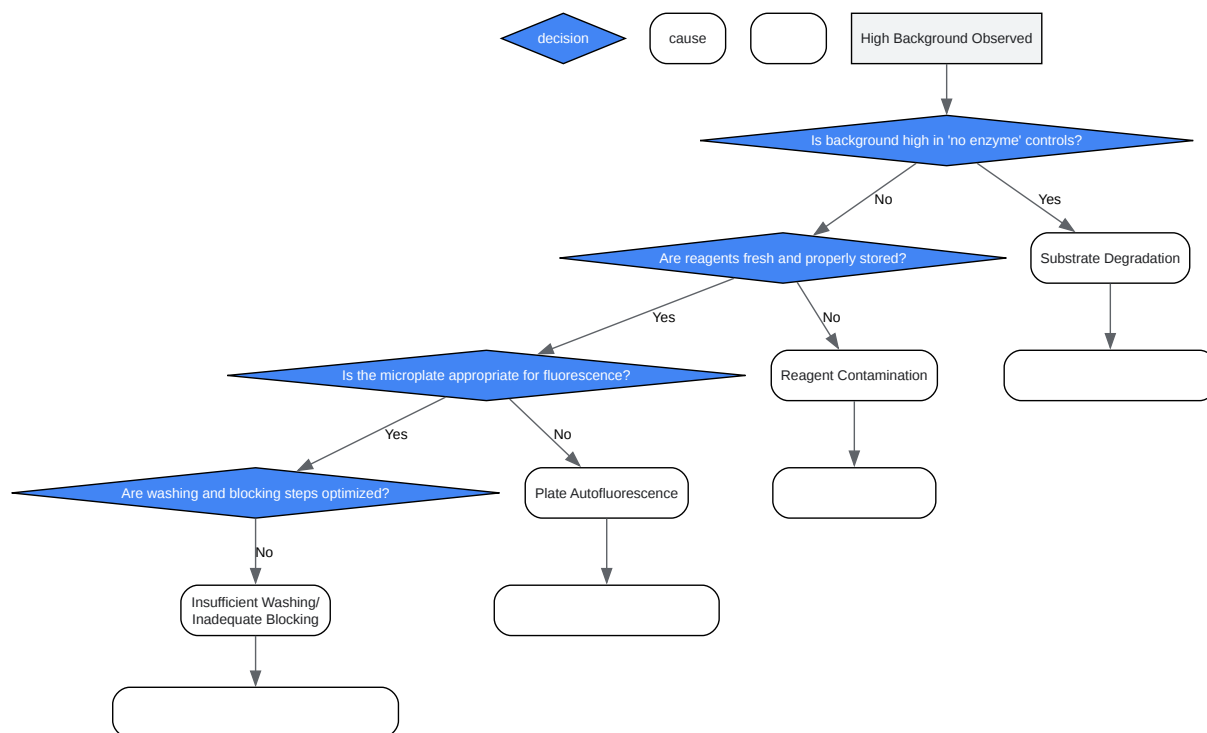 decision
cause
High Background Observed
Is background high in 'no enzyme' controls?
No
Yes
Are reagents fresh and properly stored?
Substrate Degradation
Yes
No
Is the microplate appropriate for fluorescence?
Reagent Contamination
Yes
No
Are washing and blocking steps optimized?
Plate Autofluorescence
No
Insufficient Washing/
Inadequate Blocking